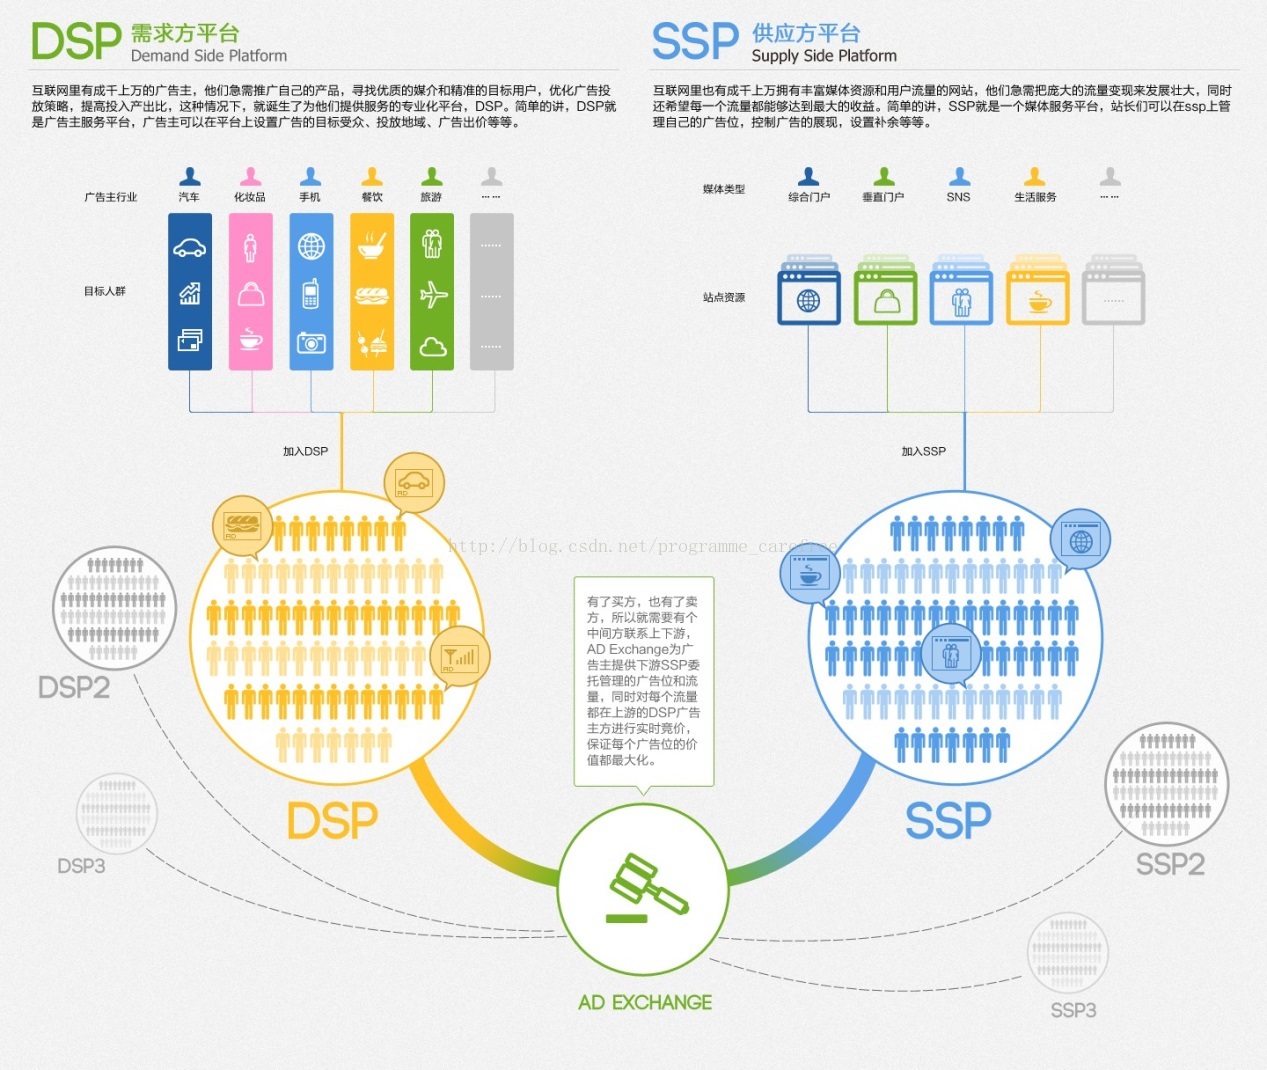 DSP 需求方平台
Demand Side Platform
互联网里有成千上万的广告主，他们急需推广自己的产品，寻找优质的媒介和精准的目标用户，优化广告投
放策略，提高投入产出比，这种情况下，就诞生了为他们提供服务的专业化平台，DSP。简单的讲，DSP就
是广告主服务平台，广告主可以在平台上设置广告的目标受众、投放地域、广告出价等等。
SSP 供应方平台
Supply Side Platform
互联网里也有成千上万拥有丰富媒体资源和用户流量的网站，他们急需把庞大的流量变现来发展壮大，同时
还希望每一个流量都能够达到最大的收益。简单的讲，SSP就是一个媒体服务平台，站长们可以在ssp上管
理自己的广告位，控制广告的展现，设置补余等等。
广告主行业
汽车
化妆品
手机
餐饮
旅游
... ...
目标人群
......
......
......
媒体类型
综合门户
垂直门户
SNS
生活服务
... ...
站点资源
......
加入DSP
加入SSP
http://blog.csdn.net/programme_carefree
有了买方，也有了卖
方，所以就需要有个
中间方联系上下游，
AD Exchange为广
告主提供下游SSP委
托管理的广告位和流
量，同时对每个流量
都在上游的DSP广告
主方进行实时竞价，
保证每个广告位的价
值都最大化。
DSP2
DSP3
DSP
SSP
SSP2
SSP3
AD EXCHANGE